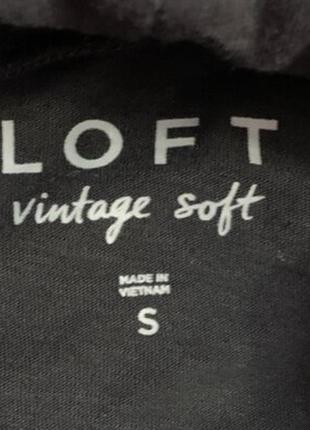 LOFT
vintage soft
MADE IN
VIETNAM
S